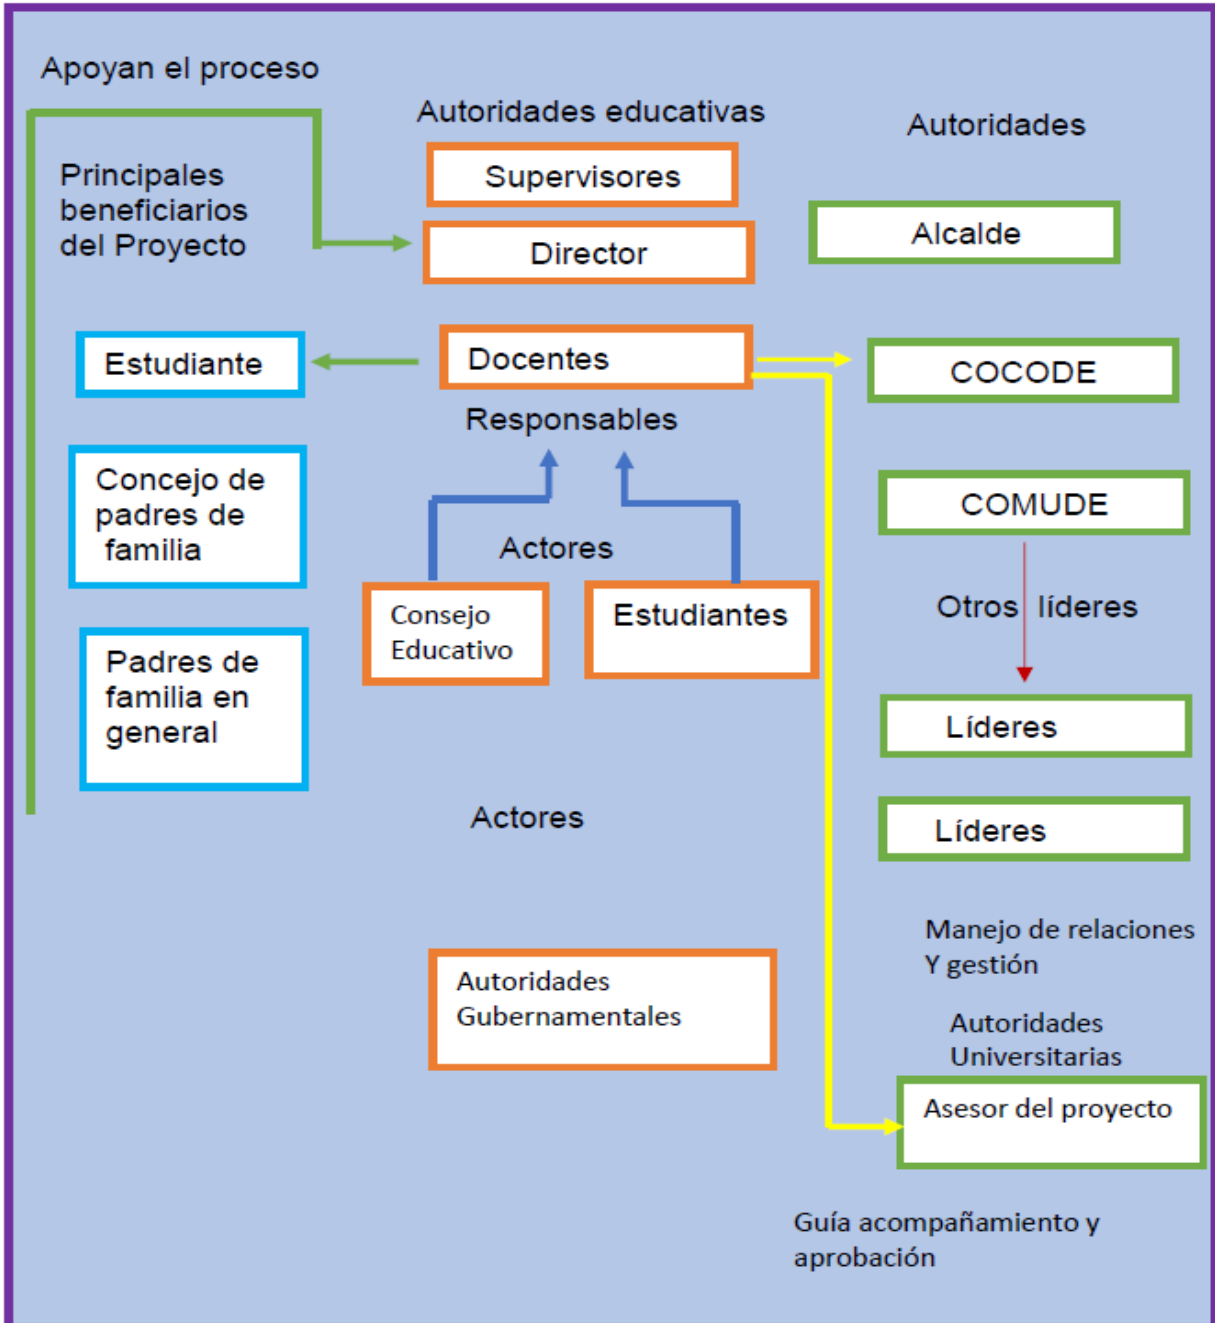 Apoyan el proceso
Autoridades educativas
Autoridades
Supervisores
Principales
beneficiarios
del Proyecto
Director
Alcalde
Estudiante
Docentes
COCODE
Responsables
Concejo de
padres de
familia
COMUDE
Actores
Consejo
Educativo
Estudiantes
Otros líderes
Padres de
familia en
general
Líderes
Actores
Líderes
Manejo de relaciones
Y gestión
Autoridades
Gubernamentales
Autoridades
Universitarias
Asesor del proyecto
Guía acompañamiento y
aprobación